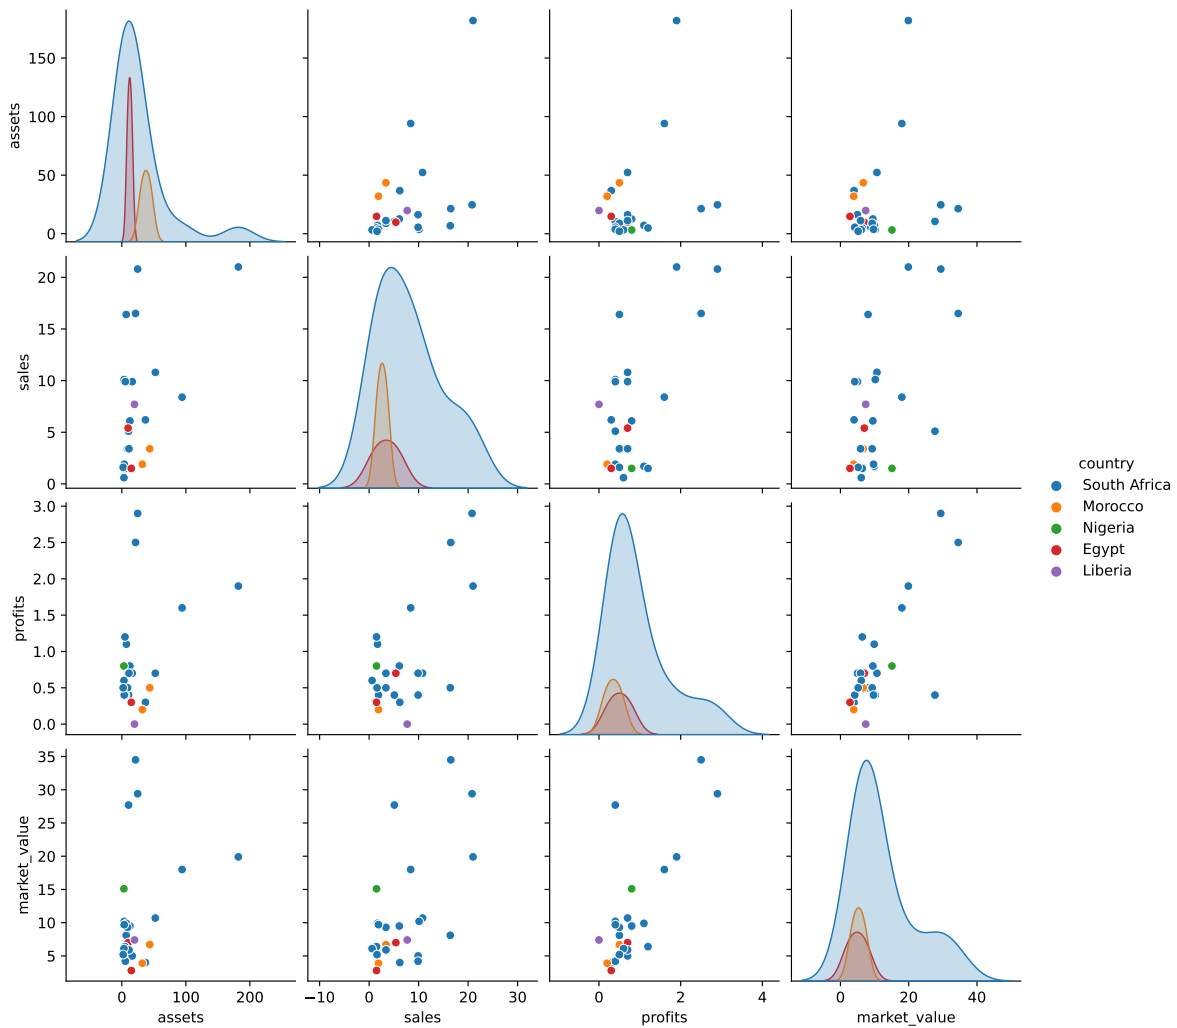 150
100
50
0
assets
20
15
10
5
0
sales
3.0
2.5
2.0
1.5
1.0
0.5
0.0
profits
35
30
25
20
15
10
5
market_value
0
100
200
assets
−10
0
10
20
30
sales
0
2
4
profits
0
20
40
market_value
country
South Africa
Morocco
Nigeria
Egypt
Liberia